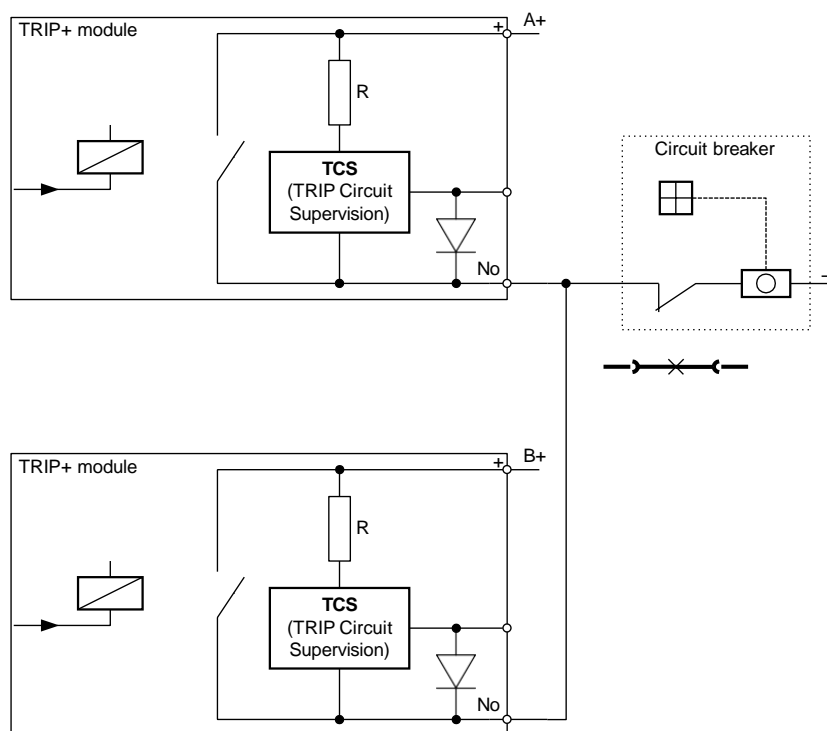 TRIP+ module
+
A+
R
TCS
(TRIP Circuit
Supervision)
No
Circuit breaker
-
TRIP+ module
+
B+
R
TCS
(TRIP Circuit
Supervision)
No